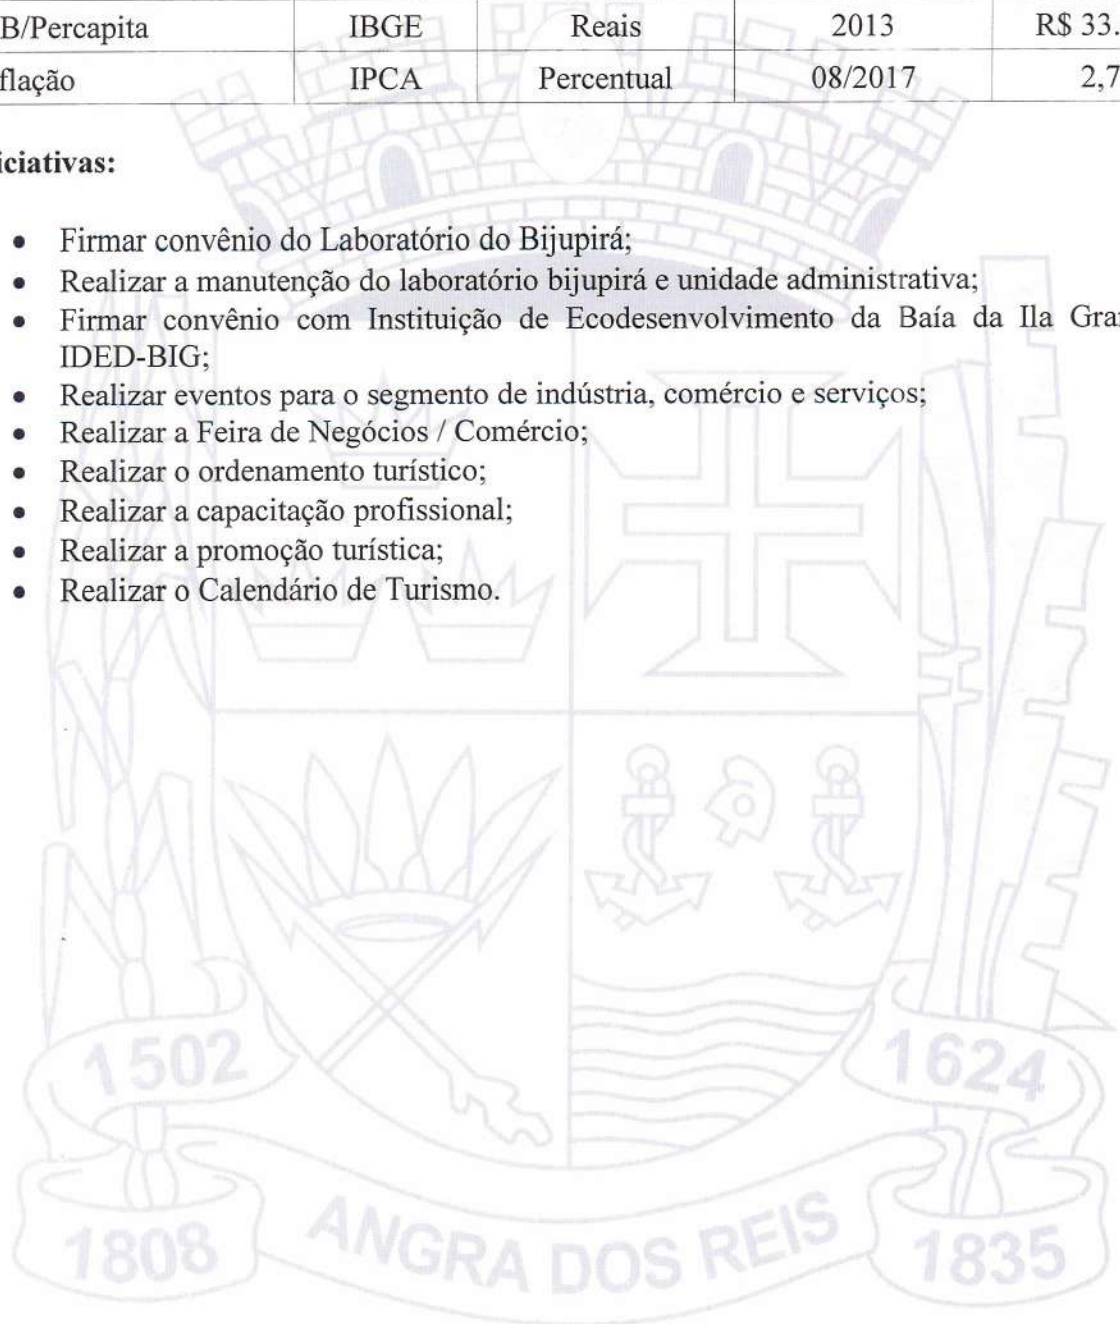 B/Percapita IBGE Reais 2013 R$ 33.
flação IPCA Percentual 08/2017 2,7
iciativas:
• Firmar convênio do Laboratório do Bijupirá;
• Realizar a manutenção do laboratório bijupirá e unidade administrativa;
• Firmar convênio com Instituição de Ecodesenvolvimento da Baía da Ila Gra
IDED-BIG;
• Realizar eventos para o segmento de indústria, comércio e serviços;
• Realizar a Feira de Negócios / Comércio;
• Realizar o ordenamento turístico;
• Realizar a capacitação profissional;
• Realizar a promoção turística;
• Realizar o Calendário de Turismo.
1502 1624
1808 ANGRA DOS REIS 1835